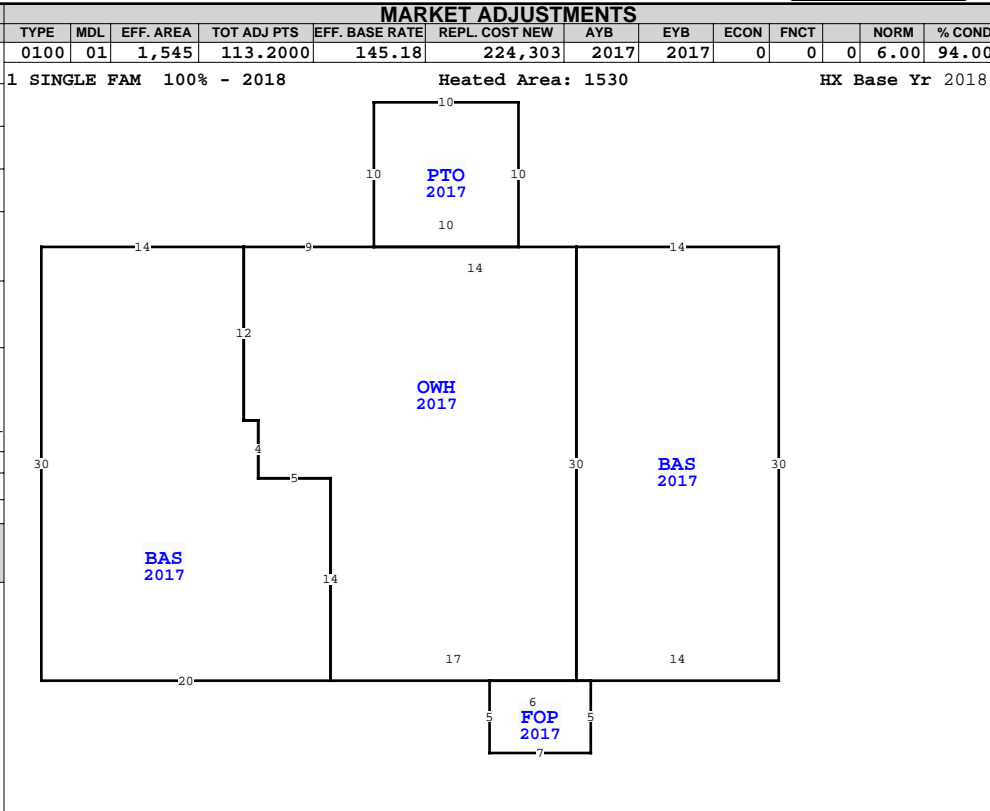 MARKET ADJUSTMENTS
TYPE MDL EFF. AREA TOT ADJ PTS EFF. BASE RATE REPL. COST NEW AYB EYB ECON FNCT NORM % COND
0100 01 1,545 113.2000 145.18 224,303 2017 2017 0 0 0 6.00 94.00
1 SINGLE FAM 100% - 2018 Heated Area: 1530 HX Base Yr 2018
10
10 PTO 10
2017
10
14 9 14
14
12
OWH
2017
4
30 30 BAS 30
5 2017
BAS
2017 14
17 14
20
6
5 FOP 5
2017
7